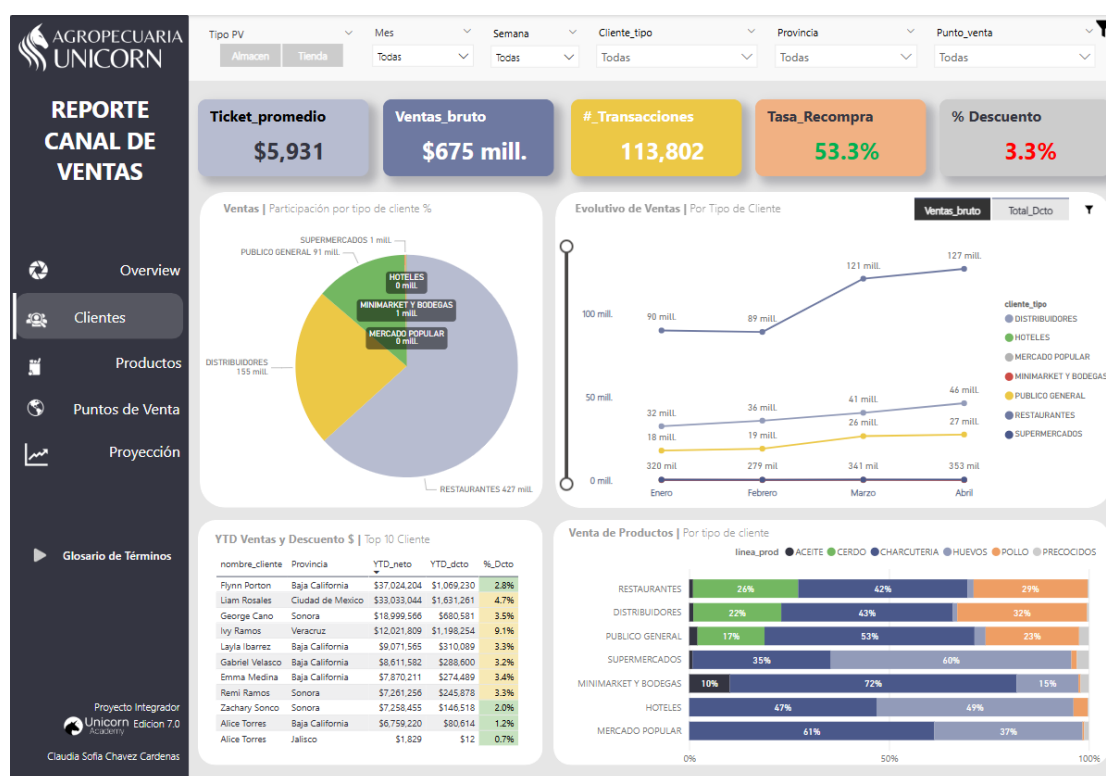 AGROPECUARIA
UNICORN
REPORTE
CANAL DE
VENTAS
Overview
Clientes
Productos
Puntos de Venta
Proyección
Glosario de Términos
Proyecto Integrador
Unicorn Edicion 7.0
Academy
Claudia Sofia Chavez Cardenas
Tipo PV Mes Semana Cliente_tipo Provincia Punto_venta
Almacen Tienda Todas Todas Todas Todas Todas
Ticket_promedio Ventas_bruto #_Transacciones Tasa_Recompra % Descuento
$5,931 $675 mill. 113,802 53.3% 3.3%
Ventas | Participación por tipo de cliente %
SUPERMERCADOS 1 mill.
PUBLICO GENERAL 91 mill.
HOTELES
0 mill.
MINIMARKET Y BODEGAS
1 mill.
MERCADO POPULAR
0 mill.
DISTRIBUIDORES
155 mill.
RESTAURANTES 427 mill.
Evolutivo de Ventas | Por Tipo de Cliente
Ventas_bruto Total_Dcto
127 mill.
121 mill.
100 mill. 90 mill. 89 mill.
50 mill. 32 mill. 36 mill. 41 mill. 46 mill.
18 mill. 19 mill. 26 mill. 27 mill.
320 mil 279 mil 341 mil 353 mil
0 mill.
Enero Febrero Marzo Abril
cliente_tipo
DISTRIBUIDORES
HOTELES
MERCADO POPULAR
MINIMARKET Y BODEGAS
PUBLICO GENERAL
RESTAURANTES
SUPERMERCADOS
YTD Ventas y Descuento $ | Top 10 Cliente
nombre_cliente Provincia YTD_neto YTD_dcto %_Dcto
Flynn Porton Baja California $37,024,204 $1,069,230 2.8%
Liam Rosales Ciudad de Mexico $33,033,044 $1,631,261 4.7%
George Cano Sonora $18,999,566 $680,581 3.5%
Ivy Ramos Veracruz $12,021,809 $1,198,254 9.1%
Layla Ibarrez Baja California $9,071,565 $310,089 3.3%
Gabriel Velasco Baja California $8,611,582 $288,600 3.2%
Emma Medina Baja California $7,870,211 $274,489 3.4%
Remi Ramos Sonora $7,261,256 $245,878 3.3%
Zachary Sonco Sonora $7,258,455 $146,518 2.0%
Alice Torres Baja California $6,759,220 $80,614 1.2%
Alice Torres Jalisco $1,829 $12 0.7%
Venta de Productos | Por tipo de cliente
linea_prod ACEITE CERDO CHARCUTERIA HUEVOS POLLO PRECOCIDOS
RESTAURANTES 26% 42% 29%
DISTRIBUIDORES 22% 43% 32%
PUBLICO GENERAL 17% 53% 23%
SUPERMERCADOS 35% 60%
MINIMARKET Y BODEGAS 10% 72% 15%
HOTELES 47% 49%
MERCADO POPULAR 61% 37%
0% 50% 100%